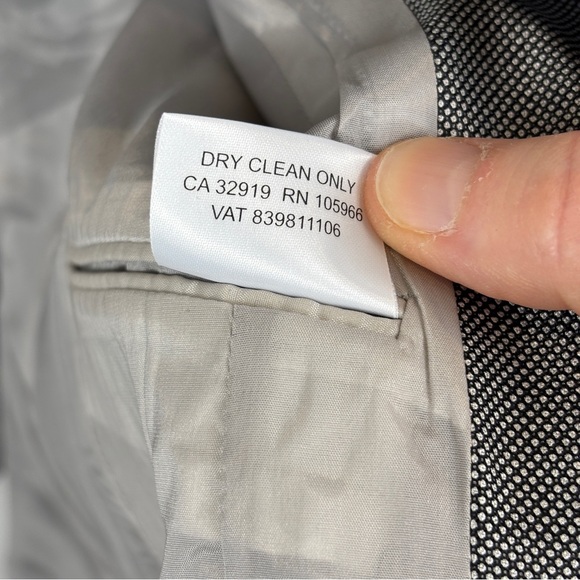 DRY CLEAN ONLY
CA 32919 RN 105966
VAT 839811106